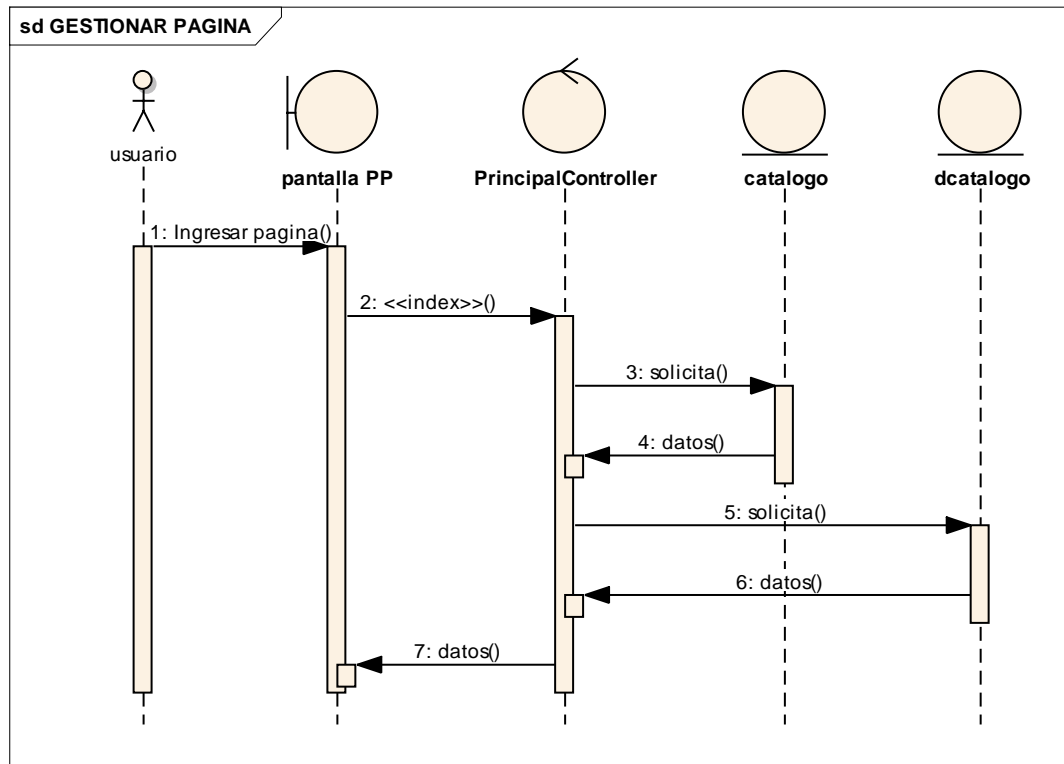 sd GESTIONAR PAGINA
usuario
pantalla PP
PrincipalController
catalogo
dcatalogo
1: Ingresar pagina()
2: <<index>>()
3: solicita()
4: datos()
5: solicita()
6: datos()
7: datos()